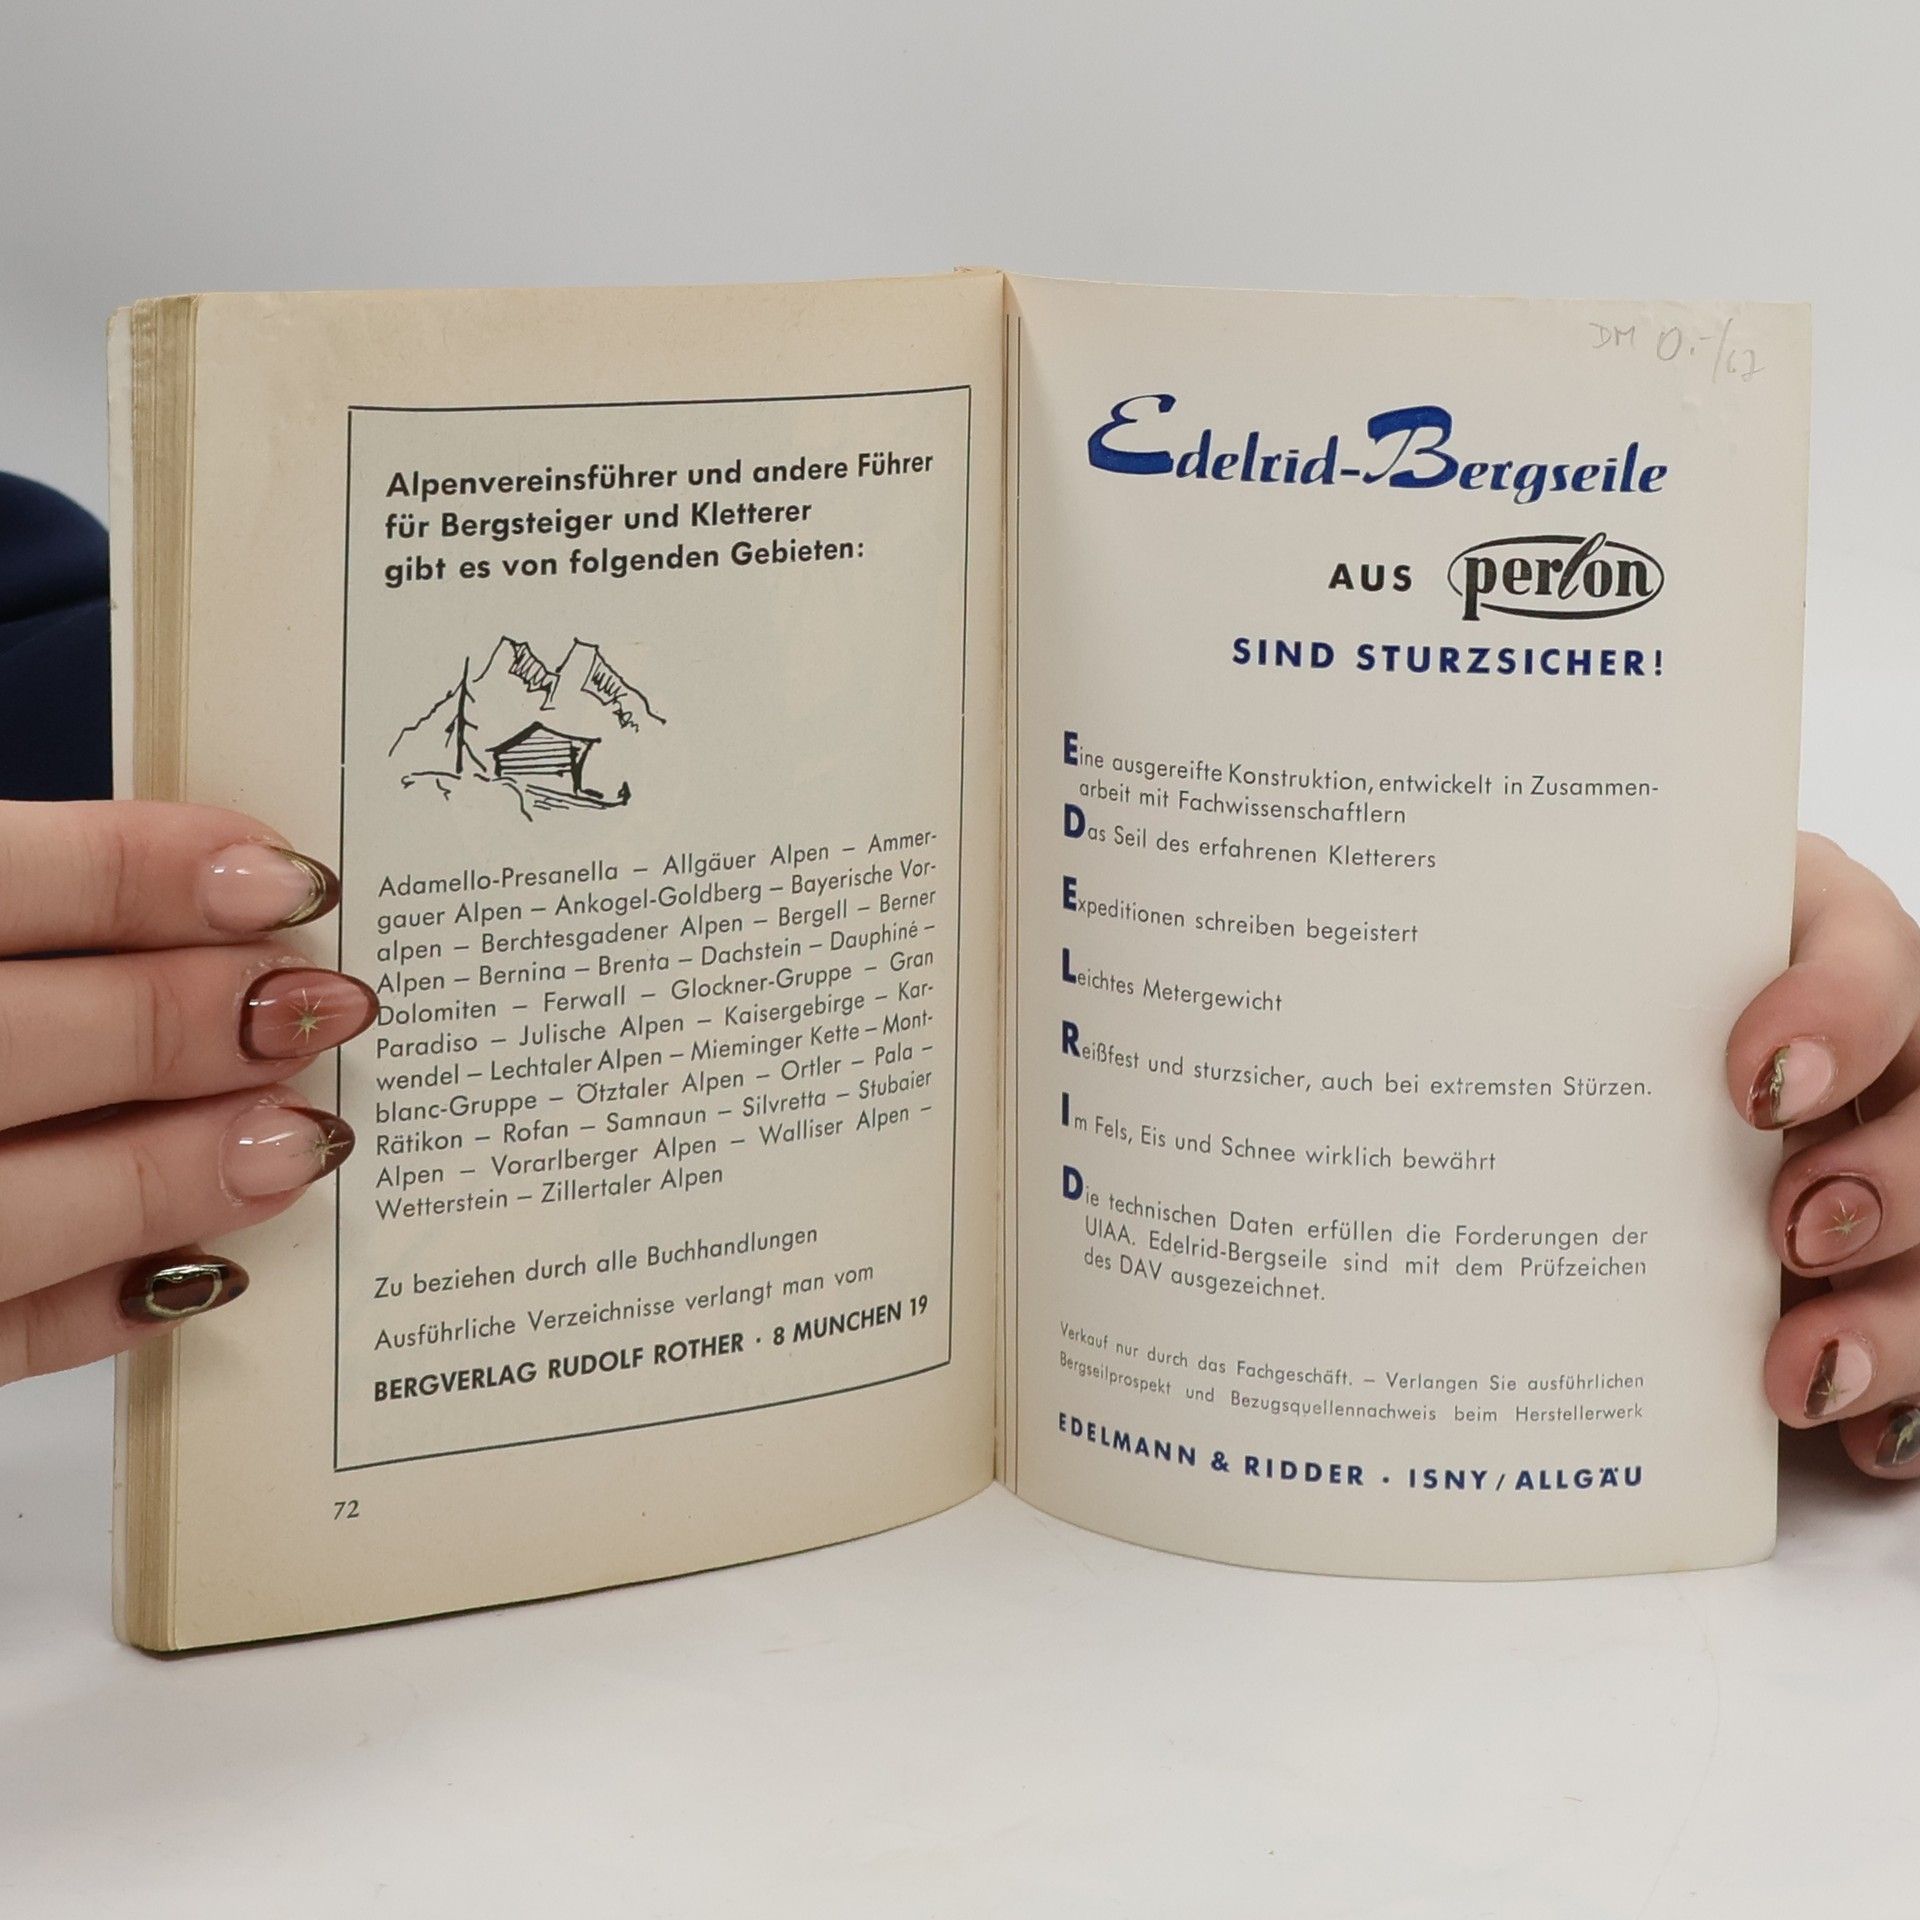 Alpenvereinsführer und andere Führer
für Bergsteiger und Kletterer
gibt es von folgenden Gebieten:
Adamello-Presanella – Allgäuer Alpen – Ammer-
gauer Alpen – Ankogel-Goldberg – Bayerische Vor-
alpen – Berchtesgadener Alpen – Bergell – Berner
Alpen – Bernina – Brenta – Dachstein – Dauphiné –
Dolomiten – Ferwall – Glockner-Gruppe – Gran
Paradiso – Julische Alpen – Kaisergebirge – Kar-
wendel – Lechtaler Alpen – Mieminger Kette – Mont-
blanc-Gruppe – Ötztaler Alpen – Ortler – Pala –
Rätikon – Rofan – Samnaun – Silvretta – Stubaier
Alpen – Vorarlberger Alpen – Walliser Alpen –
Wetterstein – Zillertaler Alpen
Zu beziehen durch alle Buchhandlungen
Ausführliche Verzeichnisse verlangt man vom
BERGVERLAG RUDOLF ROTHER · 8 MÜNCHEN 19
72
DM 0.-/67
Edelrid-Bergseile
AUS perlon
SIND STURZSICHER!
Eine ausgereifte Konstruktion, entwickelt in Zusammen-
arbeit mit Fachwissenschaftlern
Das Seil des erfahrenen Kletterers
Expeditionen schreiben begeistert
Leichtes Metergewicht
Reißfest und sturzsicher, auch bei extremsten Stürzen.
Im Fels, Eis und Schnee wirklich bewährt
Die technischen Daten erfüllen die Forderungen der
UIAA. Edelrid-Bergseile sind mit dem Prüfzeichen
des DAV ausgezeichnet.
Verkauf nur durch das Fachgeschäft. – Verlangen Sie ausführlichen
Bergseilprospekt und Bezugsquellennachweis beim Herstellerwerk
EDELMANN & RIDDER · ISNY/ALLGÄU